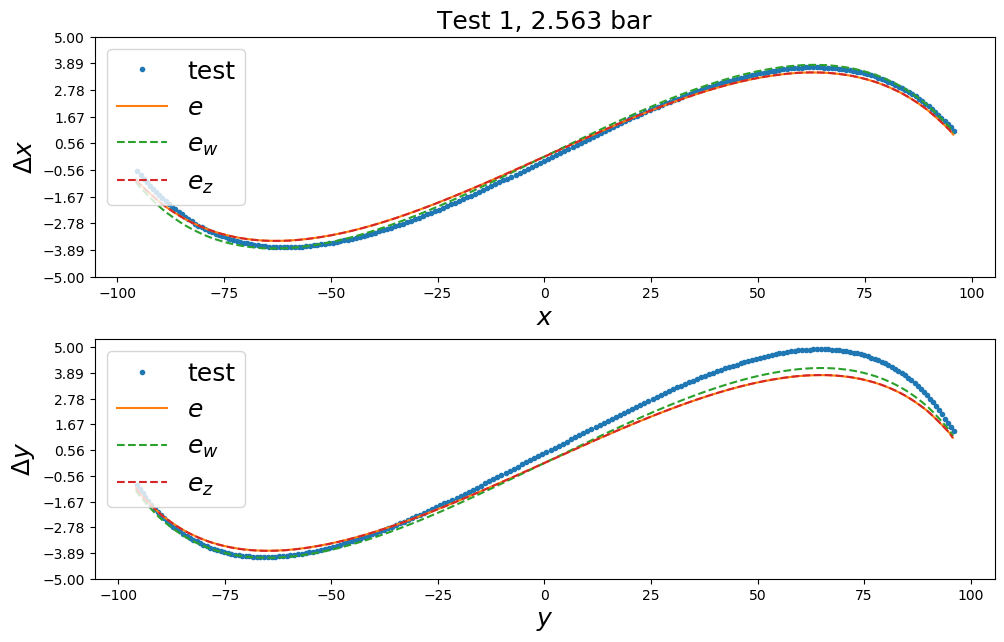 Test 1, 2.563 bar
5.00
3.89
2.78
1.67
0.56
−0.56
−1.67
−2.78
−3.89
−5.00
Δx
test
e
e_w
e_z
−100 −75 −50 −25 0 25 50 75 100
x
5.00
3.89
2.78
1.67
0.56
−0.56
−1.67
−2.78
−3.89
−5.00
Δy
test
e
e_w
e_z
−100 −75 −50 −25 0 25 50 75 100
y